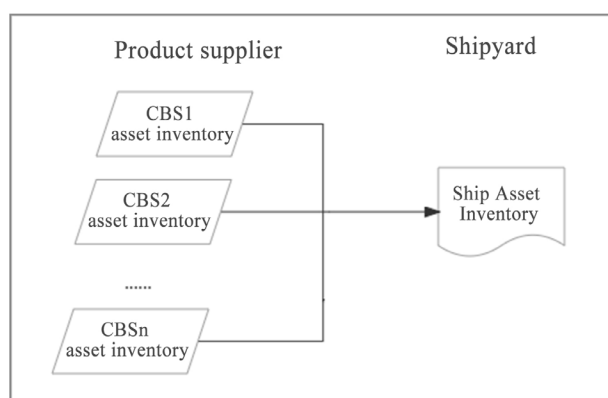 Product supplier
Shipyard
CBS1
asset inventory
CBS2
asset inventory
......
CBSn
asset inventory
Ship Asset
Inventory